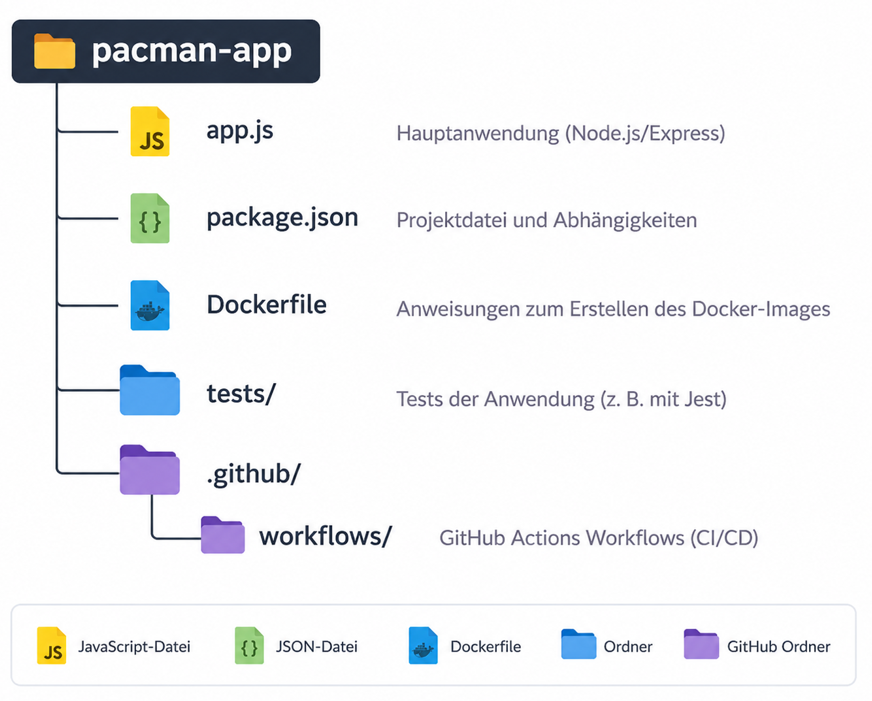 pacman-app
JS
app.js
Hauptanwendung (Node.js/Express)
{ }
package.json
Projektdatei und Abhängigkeiten
Dockerfile
Anweisungen zum Erstellen des Docker-Images
tests/
Tests der Anwendung (z. B. mit Jest)
.github/
workflows/
GitHub Actions Workflows (CI/CD)
JS
JavaScript-Datei
{ }
JSON-Datei
Dockerfile
Ordner
GitHub Ordner